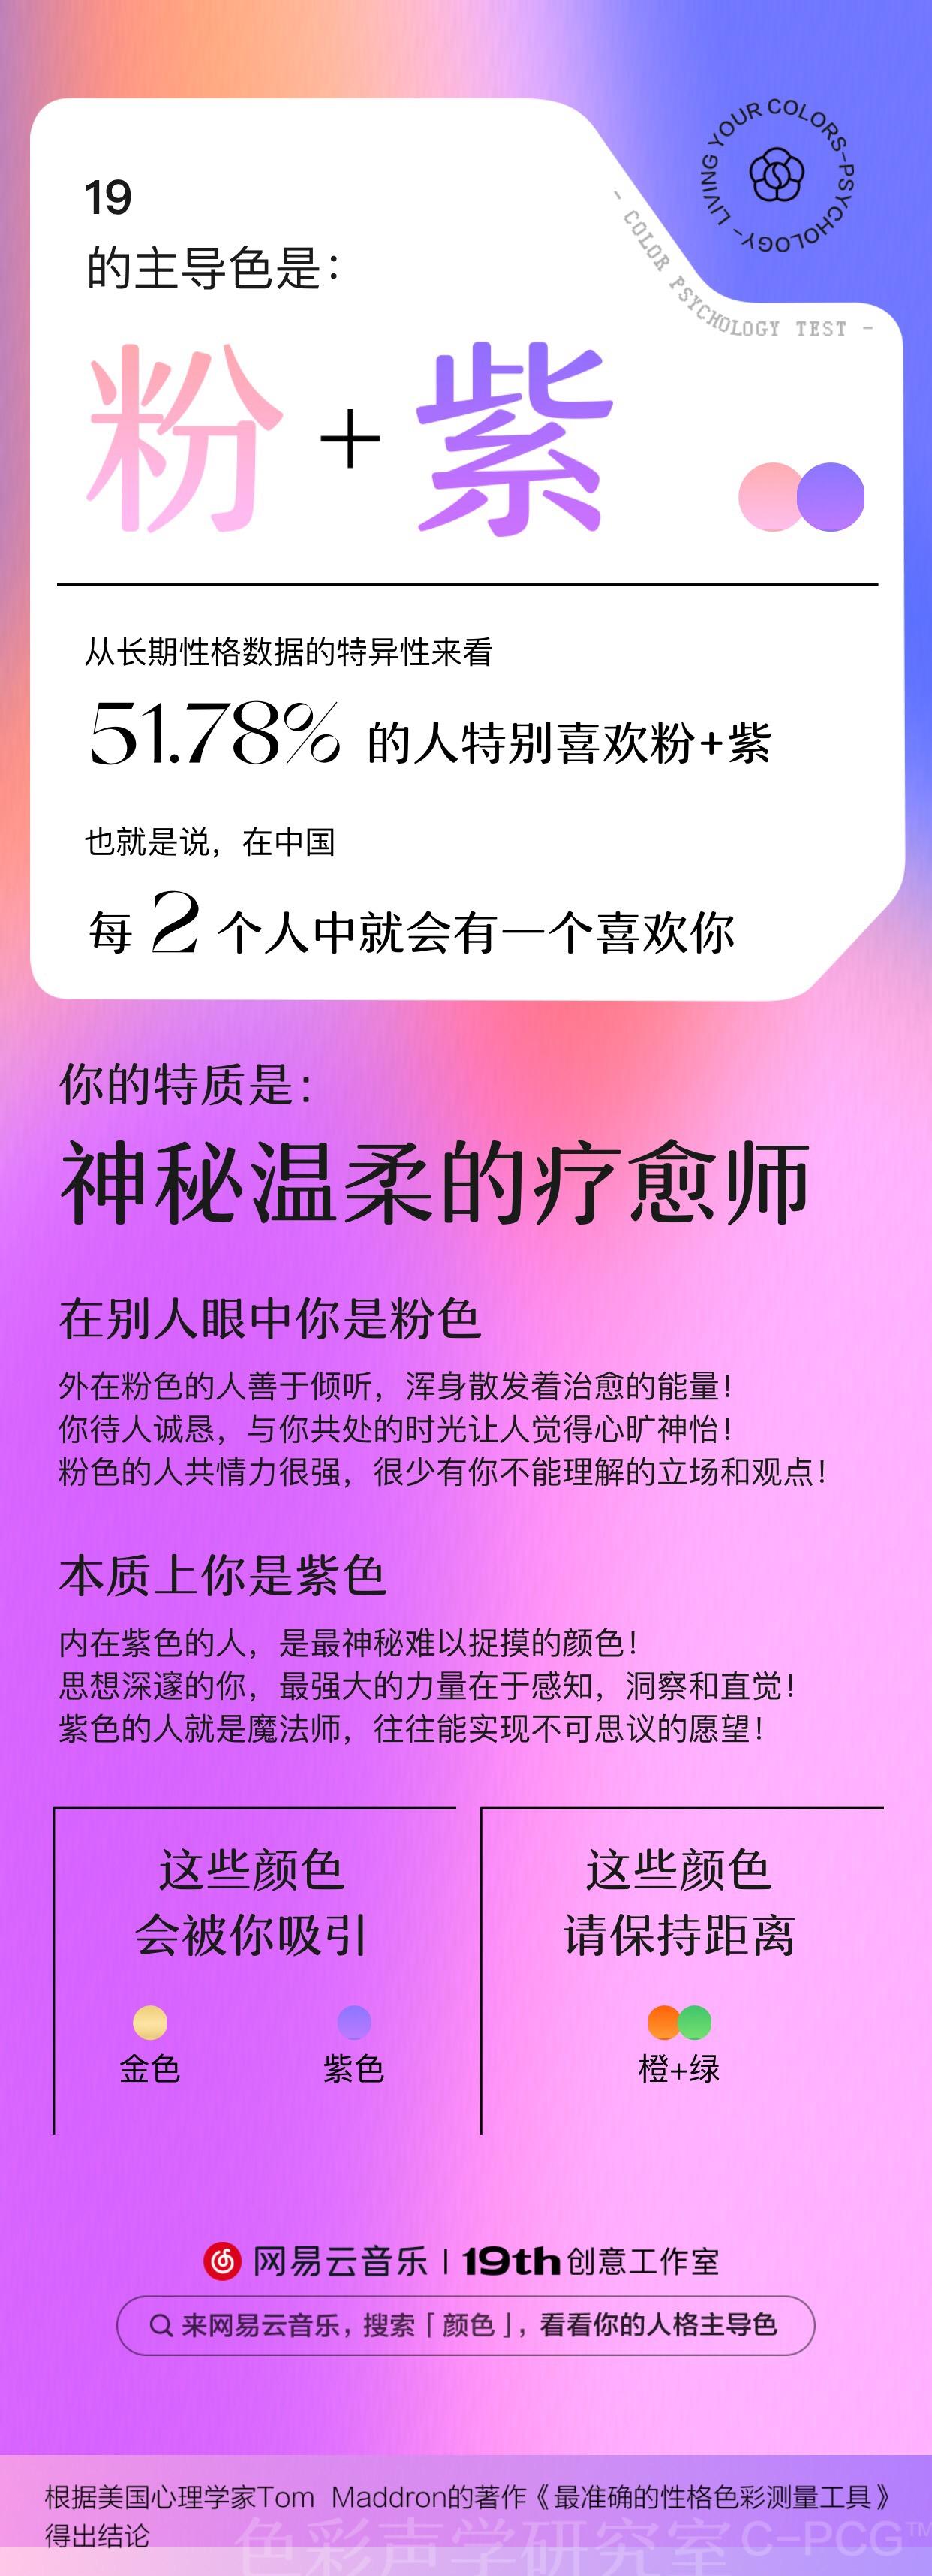 LIVING YOUR COLORS-PSYCHOLOGY-
- COLOR PSYCHOLOGY TEST -
19
的主导色是：
粉+紫
从长期性格数据的特异性来看
51.78% 的人特别喜欢粉+紫
也就是说，在中国
每 2 个人中就会有一个喜欢你
你的特质是：
神秘温柔的疗愈师
在别人眼中你是粉色
外在粉色的人善于倾听，浑身散发着治愈的能量！
你待人诚恳，与你共处的时光让人觉得心旷神怡！
粉色的人共情力很强，很少有你不能理解的立场和观点！
本质上你是紫色
内在紫色的人，是最神秘难以捉摸的颜色！
思想深邃的你，最强大的力量在于感知，洞察和直觉！
紫色的人就是魔法师，往往能实现不可思议的愿望！
这些颜色
会被你吸引
金色 紫色
这些颜色
请保持距离
橙+绿
网易云音乐 | 19th创意工作室
来网易云音乐，搜索「颜色」，看看你的人格主导色
根据美国心理学家Tom Maddron的著作《最准确的性格色彩测量工具》
得出结论
色彩声学研究室 C-PCG™